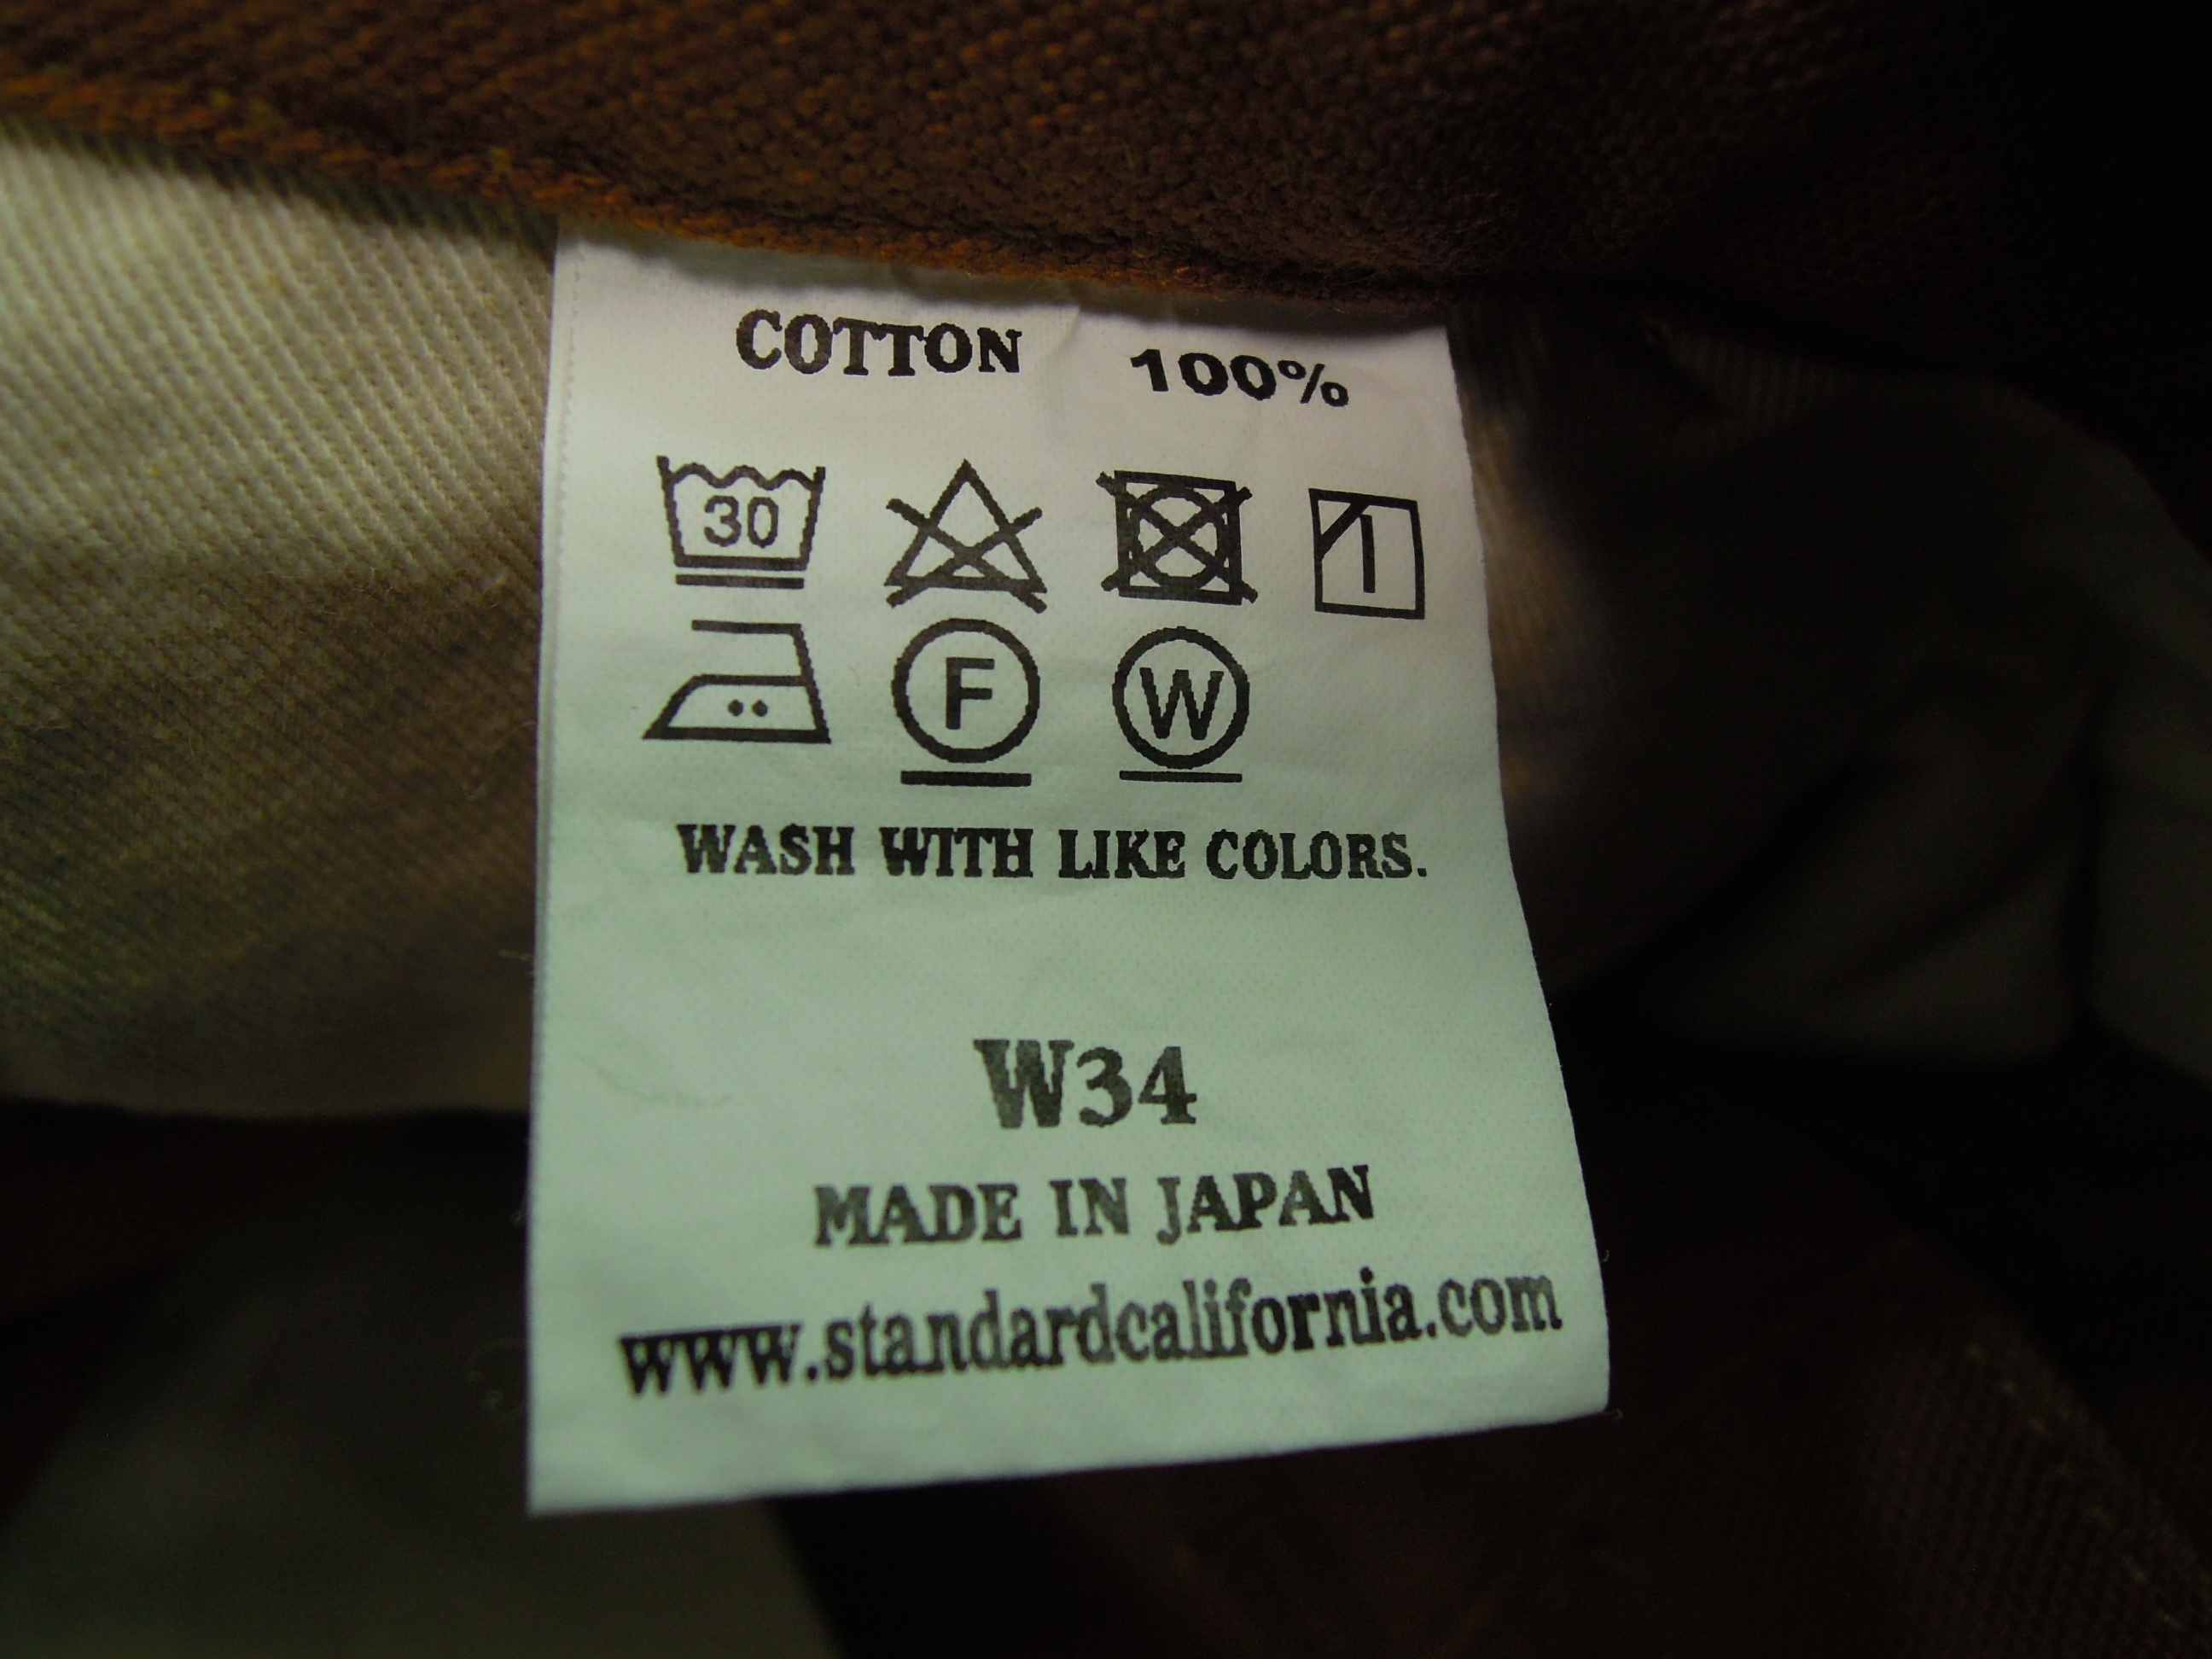 COTTON 100%
30
F W
WASH WITH LIKE COLORS.
W34
MADE IN JAPAN
www.standardcalifornia.com